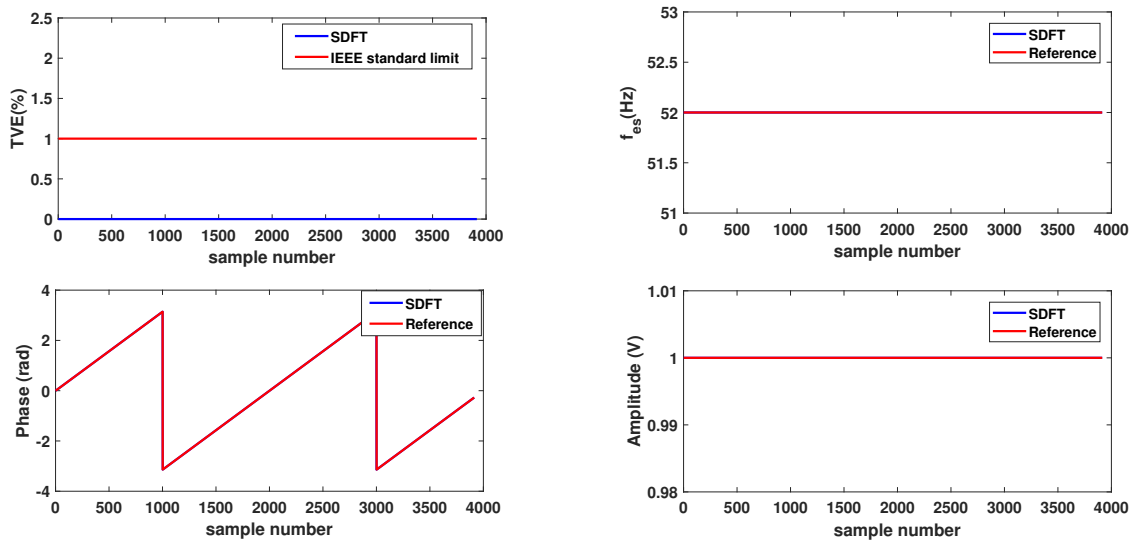 2.5
2
1.5
1
0.5
0
TVE(%)
SDFT
IEEE standard limit
0 500 1000 1500 2000 2500 3000 3500 4000
sample number
53
52.5
52
51.5
51
f_es(Hz)
SDFT
Reference
0 500 1000 1500 2000 2500 3000 3500 4000
sample number
4
2
0
-2
-4
Phase (rad)
SDFT
Reference
0 500 1000 1500 2000 2500 3000 3500 4000
sample number
1.01
1
0.99
0.98
Amplitude (V)
SDFT
Reference
0 500 1000 1500 2000 2500 3000 3500 4000
sample number